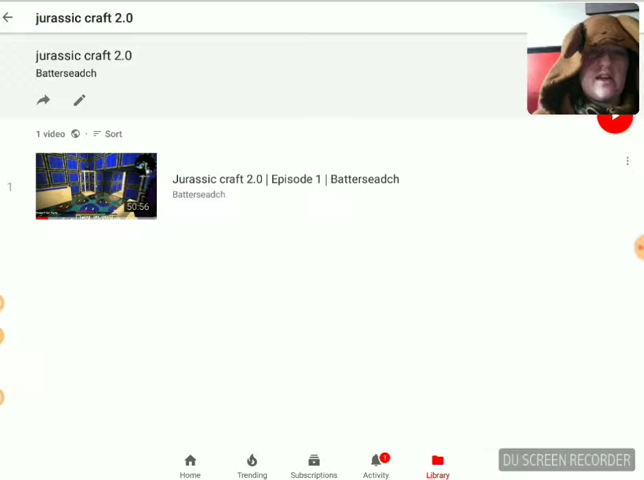 jurassic craft 2.0
jurassic craft 2.0
Batterseadch
1 video · Sort
1
50:56
Jurassic craft 2.0 | Episode 1 | Batterseadch
Batterseadch
1
Home Trending Subscriptions Activity Library
DU SCREEN RECORDER